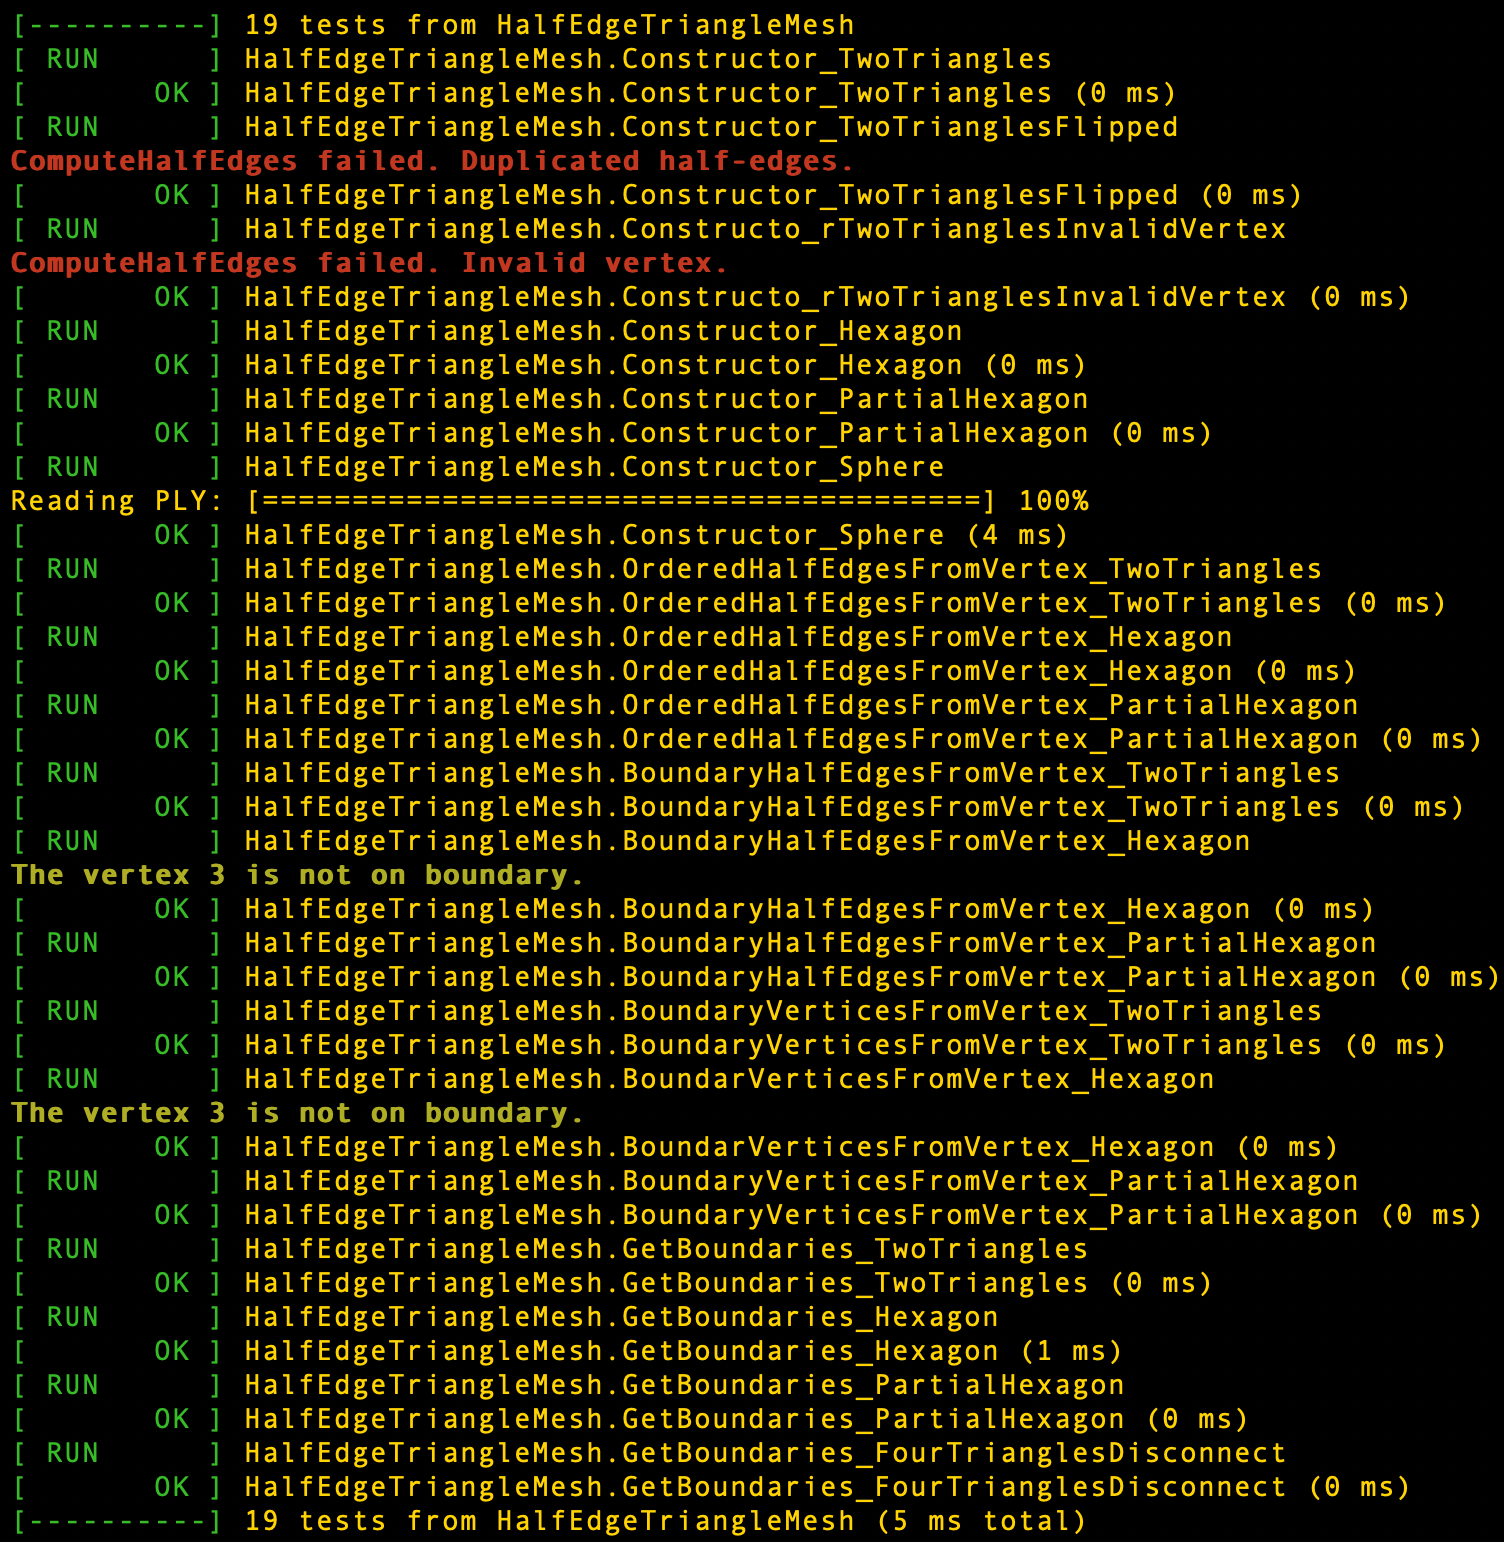 [----------] 19 tests from HalfEdgeTriangleMesh
[ RUN      ] HalfEdgeTriangleMesh.Constructor_TwoTriangles
[       OK ] HalfEdgeTriangleMesh.Constructor_TwoTriangles (0 ms)
[ RUN      ] HalfEdgeTriangleMesh.Constructor_TwoTrianglesFlipped
ComputeHalfEdges failed. Duplicated half-edges.
[       OK ] HalfEdgeTriangleMesh.Constructor_TwoTrianglesFlipped (0 ms)
[ RUN      ] HalfEdgeTriangleMesh.Constructo_rTwoTrianglesInvalidVertex
ComputeHalfEdges failed. Invalid vertex.
[       OK ] HalfEdgeTriangleMesh.Constructo_rTwoTrianglesInvalidVertex (0 ms)
[ RUN      ] HalfEdgeTriangleMesh.Constructor_Hexagon
[       OK ] HalfEdgeTriangleMesh.Constructor_Hexagon (0 ms)
[ RUN      ] HalfEdgeTriangleMesh.Constructor_PartialHexagon
[       OK ] HalfEdgeTriangleMesh.Constructor_PartialHexagon (0 ms)
[ RUN      ] HalfEdgeTriangleMesh.Constructor_Sphere
Reading PLY: [========================================] 100%
[       OK ] HalfEdgeTriangleMesh.Constructor_Sphere (4 ms)
[ RUN      ] HalfEdgeTriangleMesh.OrderedHalfEdgesFromVertex_TwoTriangles
[       OK ] HalfEdgeTriangleMesh.OrderedHalfEdgesFromVertex_TwoTriangles (0 ms)
[ RUN      ] HalfEdgeTriangleMesh.OrderedHalfEdgesFromVertex_Hexagon
[       OK ] HalfEdgeTriangleMesh.OrderedHalfEdgesFromVertex_Hexagon (0 ms)
[ RUN      ] HalfEdgeTriangleMesh.OrderedHalfEdgesFromVertex_PartialHexagon
[       OK ] HalfEdgeTriangleMesh.OrderedHalfEdgesFromVertex_PartialHexagon (0 ms)
[ RUN      ] HalfEdgeTriangleMesh.BoundaryHalfEdgesFromVertex_TwoTriangles
[       OK ] HalfEdgeTriangleMesh.BoundaryHalfEdgesFromVertex_TwoTriangles (0 ms)
[ RUN      ] HalfEdgeTriangleMesh.BoundaryHalfEdgesFromVertex_Hexagon
The vertex 3 is not on boundary.
[       OK ] HalfEdgeTriangleMesh.BoundaryHalfEdgesFromVertex_Hexagon (0 ms)
[ RUN      ] HalfEdgeTriangleMesh.BoundaryHalfEdgesFromVertex_PartialHexagon
[       OK ] HalfEdgeTriangleMesh.BoundaryHalfEdgesFromVertex_PartialHexagon (0 ms)
[ RUN      ] HalfEdgeTriangleMesh.BoundaryVerticesFromVertex_TwoTriangles
[       OK ] HalfEdgeTriangleMesh.BoundaryVerticesFromVertex_TwoTriangles (0 ms)
[ RUN      ] HalfEdgeTriangleMesh.BoundarVerticesFromVertex_Hexagon
The vertex 3 is not on boundary.
[       OK ] HalfEdgeTriangleMesh.BoundarVerticesFromVertex_Hexagon (0 ms)
[ RUN      ] HalfEdgeTriangleMesh.BoundaryVerticesFromVertex_PartialHexagon
[       OK ] HalfEdgeTriangleMesh.BoundaryVerticesFromVertex_PartialHexagon (0 ms)
[ RUN      ] HalfEdgeTriangleMesh.GetBoundaries_TwoTriangles
[       OK ] HalfEdgeTriangleMesh.GetBoundaries_TwoTriangles (0 ms)
[ RUN      ] HalfEdgeTriangleMesh.GetBoundaries_Hexagon
[       OK ] HalfEdgeTriangleMesh.GetBoundaries_Hexagon (1 ms)
[ RUN      ] HalfEdgeTriangleMesh.GetBoundaries_PartialHexagon
[       OK ] HalfEdgeTriangleMesh.GetBoundaries_PartialHexagon (0 ms)
[ RUN      ] HalfEdgeTriangleMesh.GetBoundaries_FourTrianglesDisconnect
[       OK ] HalfEdgeTriangleMesh.GetBoundaries_FourTrianglesDisconnect (0 ms)
[----------] 19 tests from HalfEdgeTriangleMesh (5 ms total)